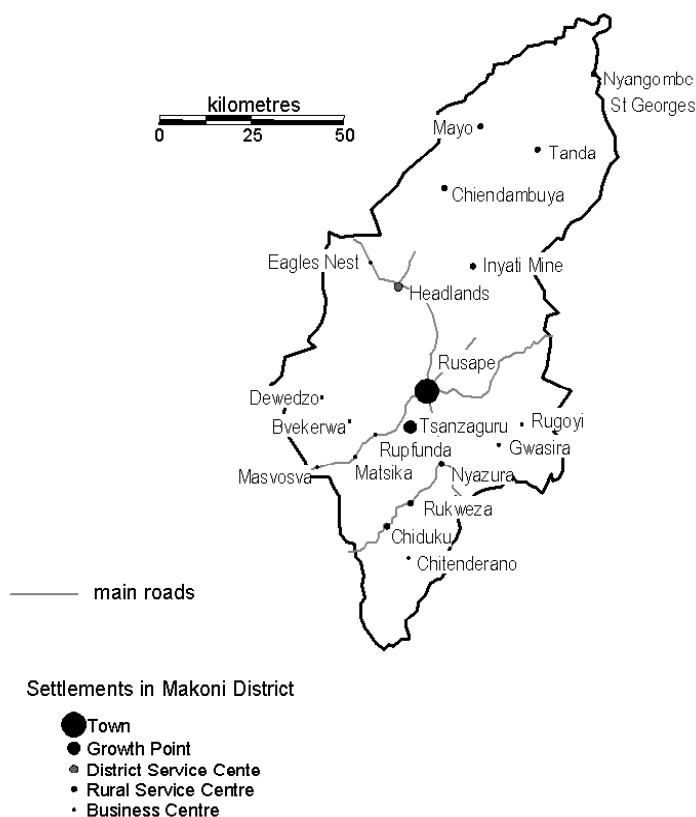 kilometres
0 25 50
Nyangombe
St Georges
Mayo
Tanda
Chiendambuya
Eagles Nest
Inyati Mine
Headlands
Rusape
Dewedzo
Bvekerwa
Tsanzaguru
Rugoyi
Gwasira
Rupfunda
Masvosva
Matsika
Nyazura
Rukweza
Chiduku
Chitenderano
main roads
Settlements in Makoni District
Town
Growth Point
District Service Cente
Rural Service Centre
Business Centre